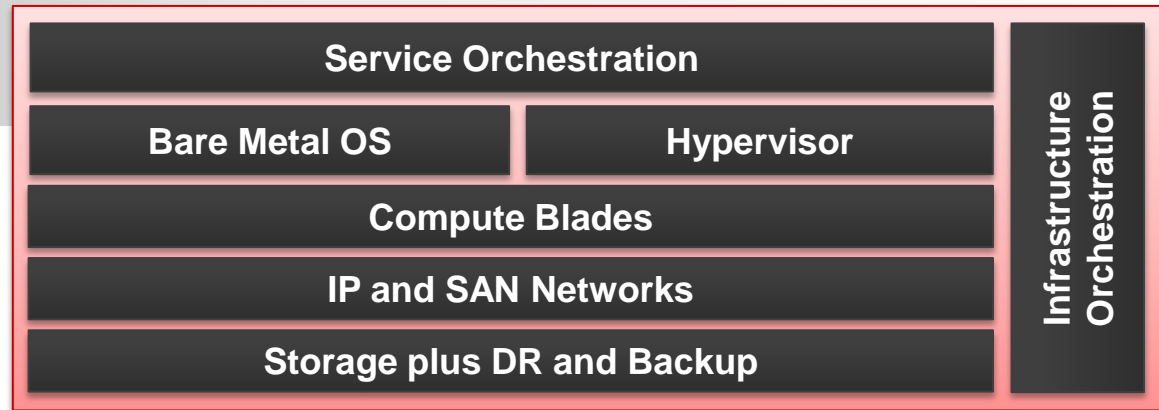 Service Orchestration
Bare Metal OS
Hypervisor
Compute Blades
IP and SAN Networks
Storage plus DR and Backup
Infrastructure
Orchestration